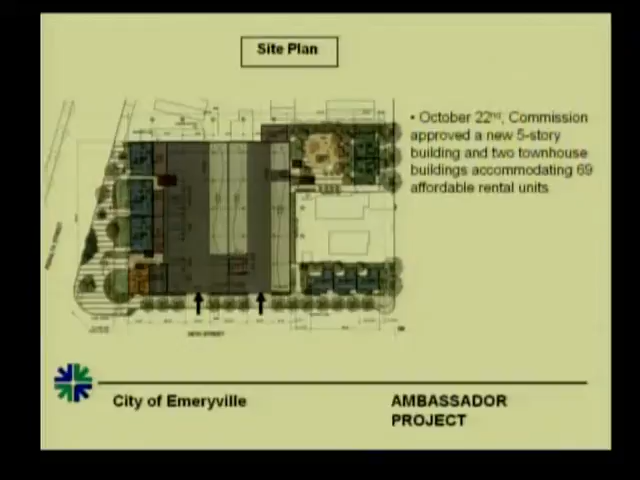 Site Plan
• October 22nd, Commission
approved a new 5-story
building and two townhouse
buildings accommodating 69
affordable rental units
City of Emeryville
AMBASSADOR
PROJECT